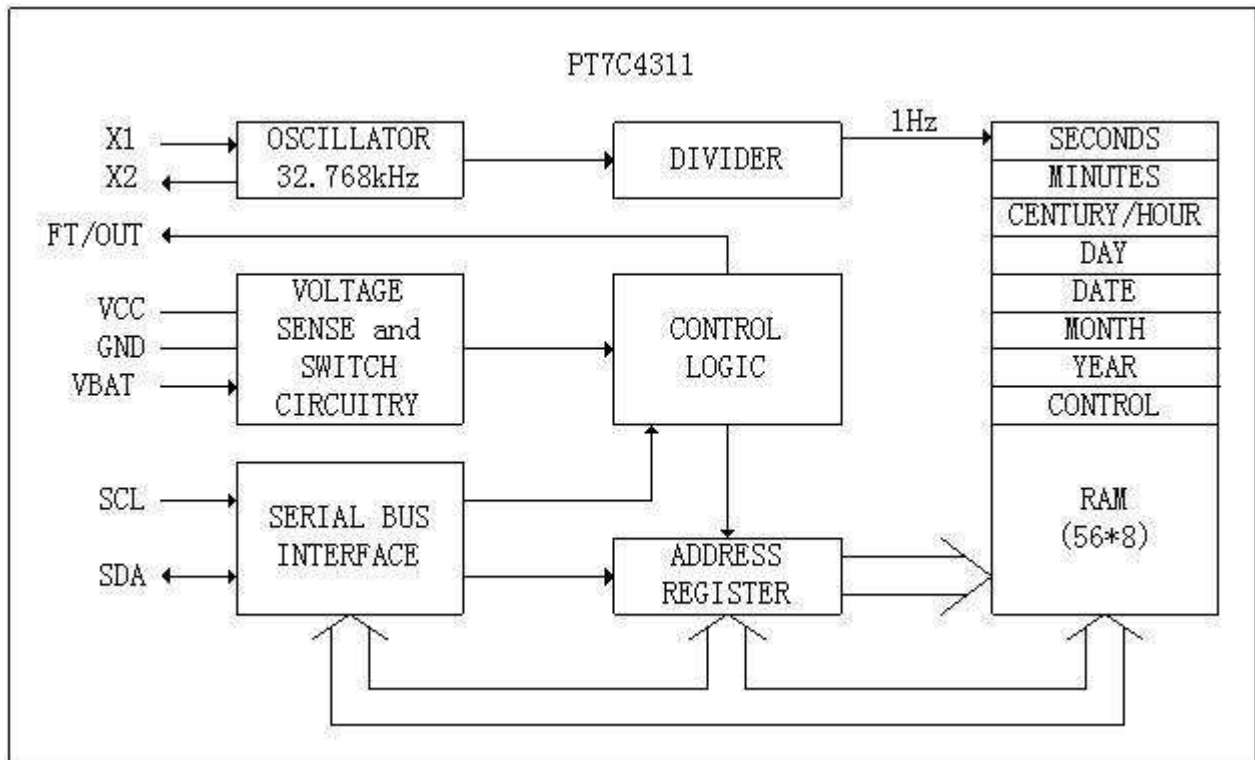 PT7C4311
X1
X2
OSCILLATOR
32.768kHz
DIVIDER
1Hz
SECONDS
MINUTES
CENTURY/HOUR
DAY
DATE
MONTH
YEAR
CONTROL
RAM
(56*8)
FT/OUT
VCC
GND
VBAT
VOLTAGE
SENSE and
SWITCH
CIRCUITRY
CONTROL
LOGIC
SCL
SDA
SERIAL BUS
INTERFACE
ADDRESS
REGISTER